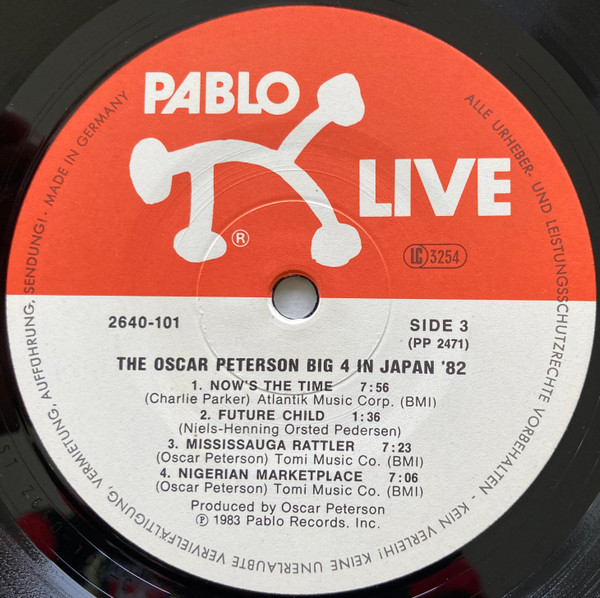 PABLO
LIVE
®
LC 3254
2640-101
SIDE 3
(PP 2471)
THE OSCAR PETERSON BIG 4 IN JAPAN '82
1. NOW'S THE TIME 7:56
(Charlie Parker) Atlantik Music Corp. (BMI)
2. FUTURE CHILD 1:36
(Niels-Henning Orsted Pedersen)
3. MISSISSAUGA RATTLER 7:23
(Oscar Peterson) Tomi Music Co. (BMI)
4. NIGERIAN MARKETPLACE 7:06
(Oscar Peterson) Tomi Music Co. (BMI)
Produced by Oscar Peterson
℗ 1983 Pablo Records. Inc.
ALLE URHEBER- UND LEISTUNGSSCHUTZRECHTE VORBEHALTEN - KEIN VERLEIH! KEINE UNERLAUBTE VERVIELFÄLTIGUNG, VERMIETUNG, AUFFÜHRUNG, SENDUNG! · MADE IN GERMANY